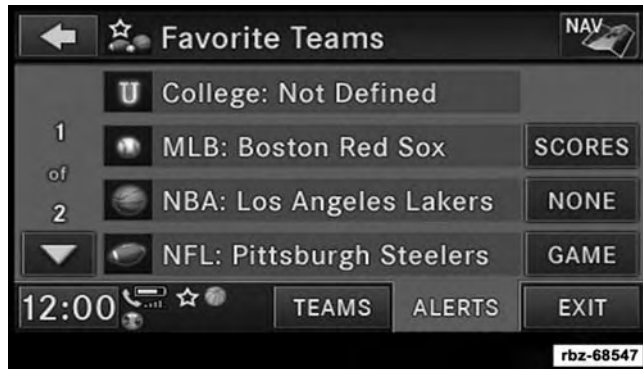 Favorite Teams
NAV
U College: Not Defined
1
of
2
MLB: Boston Red Sox
SCORES
NBA: Los Angeles Lakers
NONE
NFL: Pittsburgh Steelers
GAME
12:00
TEAMS
ALERTS
EXIT
rbz-68547